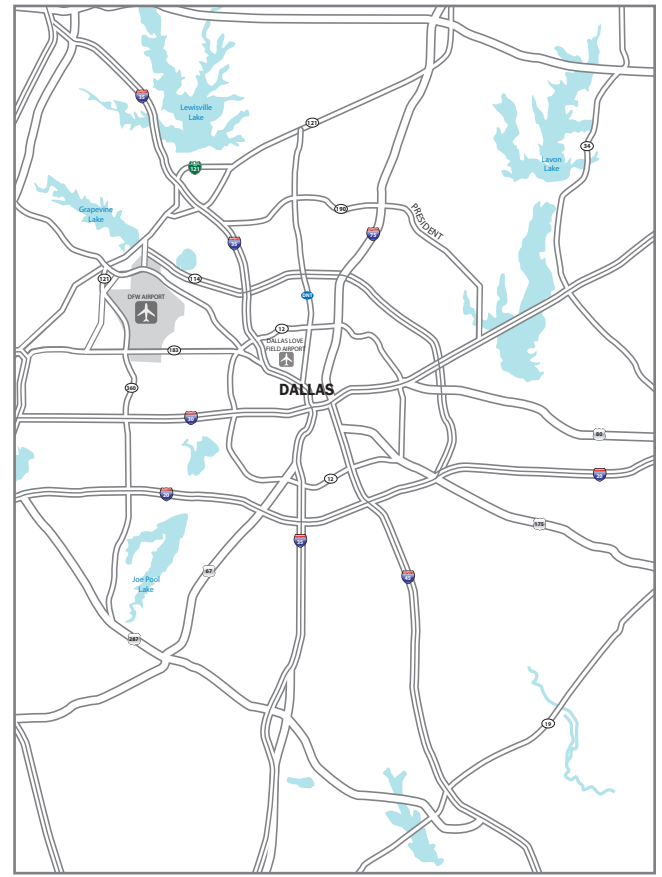 35
Lewisville
Lake
121
34
121
Lavon
Lake
190
PRESIDENT
Grapevine
Lake
75
35
121
114
DFW AIRPORT
DNT
12
DALLAS LOVE
FIELD AIRPORT
183
DALLAS
360
30
80
20
12
20
175
35
67
45
Joe Pool
Lake
287
19